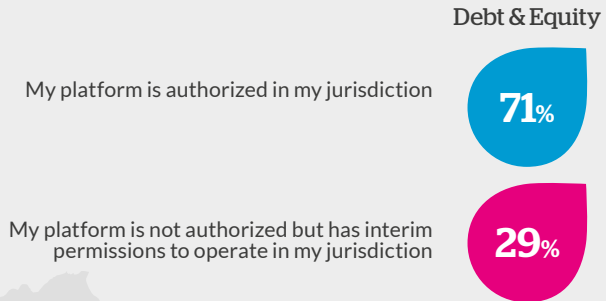 Debt & Equity
My platform is authorized in my jurisdiction
71%
My platform is not authorized but has interim
permissions to operate in my jurisdiction
29%